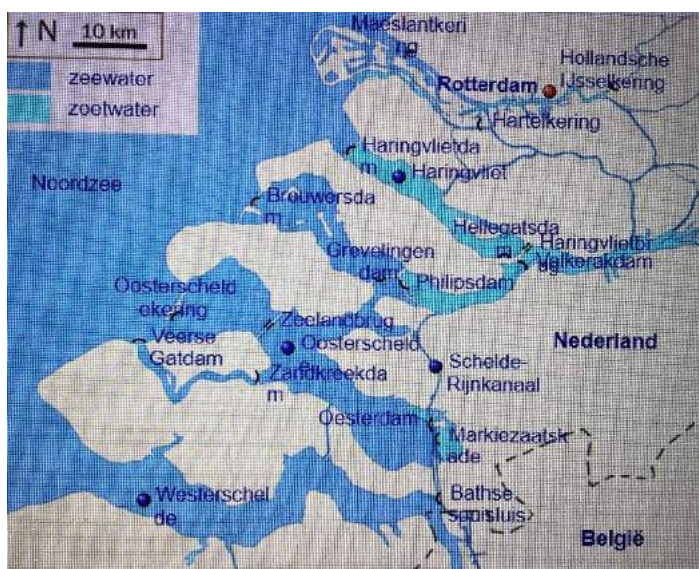 ↑ N 10 km
zeewater
zoetwater
Noordzee
Maeslantkeri
ng
Hollandsche
IJsselkering
Rotterdam
Hartelkering
Haringvlietda
m
Haringvliet
Brouwersda
m
Hellegatsda
m
Haringvlietbr
ug
Volkerakdam
Grevelingen
dam
Philipsdam
Oosterscheld
ekering
Zeelandbrug
Veerse
Gatdam
Oosterscheld
e
Zandkreekda
m
Nederland
Schelde-
Rijnkanaal
Oesterdam
Markiezaatsk
ade
Westerschel
de
Bathse
spuisluis
België